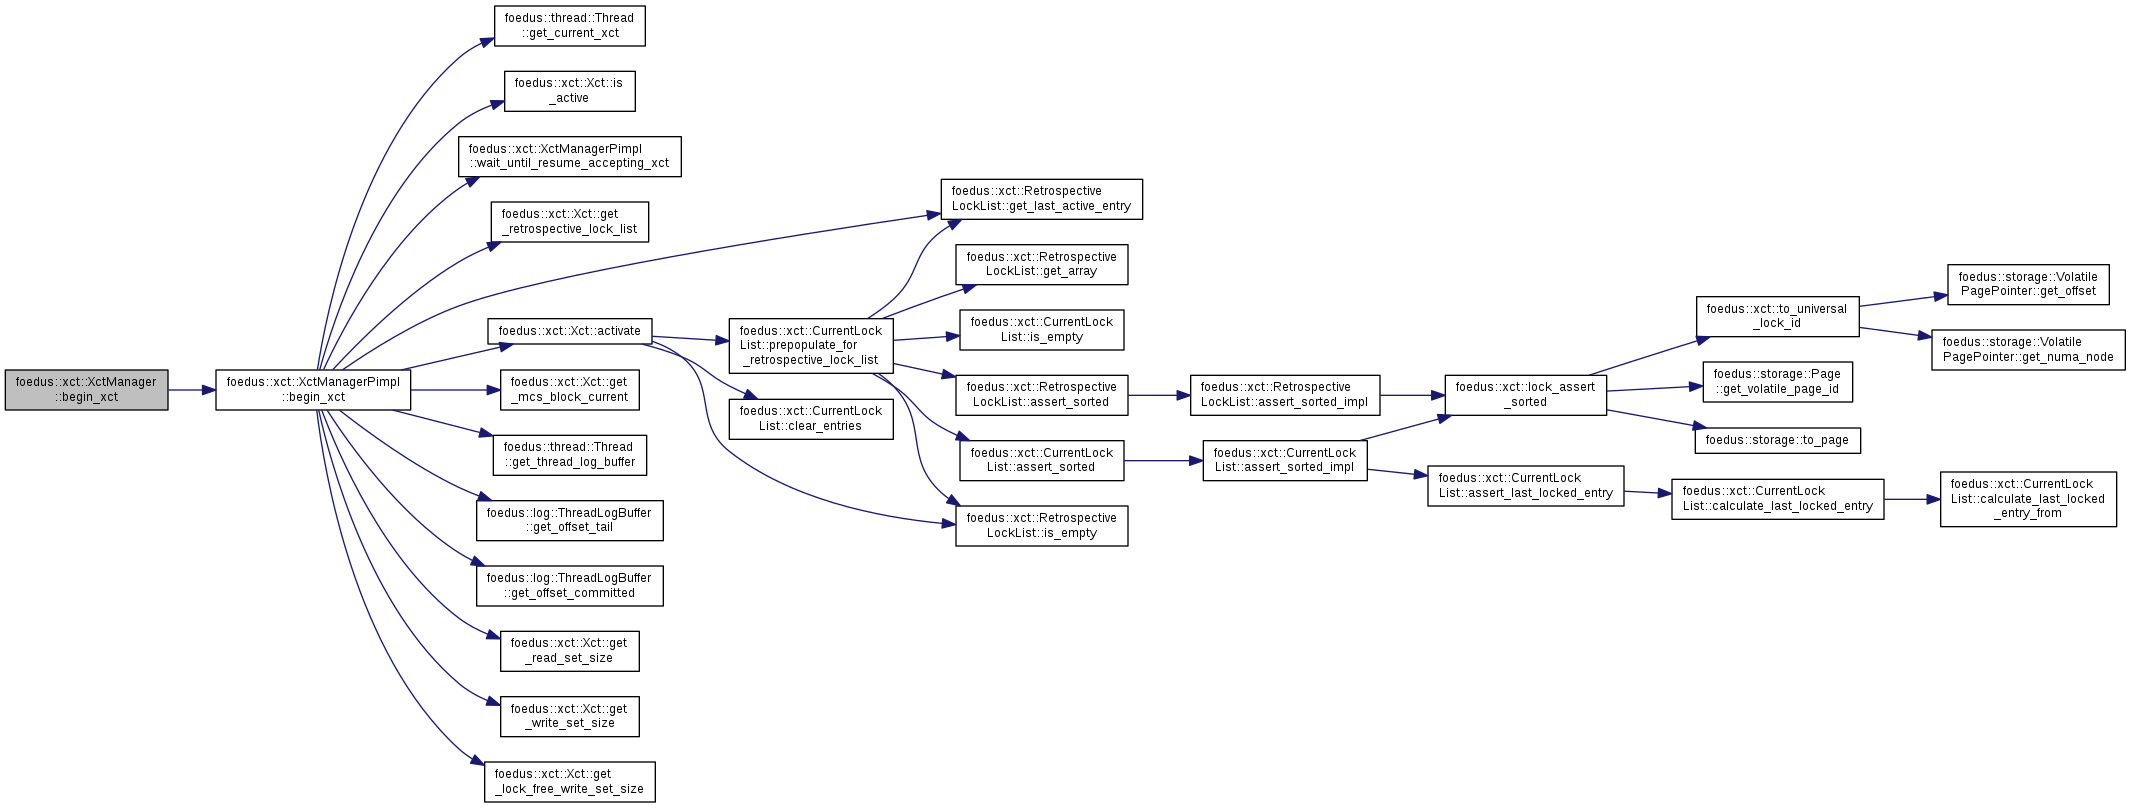 foedus::xct::XctManager
::begin_xct
foedus::xct::XctManagerPimpl
::begin_xct
foedus::thread::Thread
::get_current_xct
foedus::xct::Xct::is
_active
foedus::xct::XctManagerPimpl
::wait_until_resume_accepting_xct
foedus::xct::Xct::get
_retrospective_lock_list
foedus::xct::Xct::activate
foedus::xct::Xct::get
_mcs_block_current
foedus::thread::Thread
::get_thread_log_buffer
foedus::log::ThreadLogBuffer
::get_offset_tail
foedus::log::ThreadLogBuffer
::get_offset_committed
foedus::xct::Xct::get
_read_set_size
foedus::xct::Xct::get
_write_set_size
foedus::xct::Xct::get
_lock_free_write_set_size
foedus::xct::CurrentLock
List::prepopulate_for
_retrospective_lock_list
foedus::xct::CurrentLock
List::clear_entries
foedus::xct::Retrospective
LockList::get_last_active_entry
foedus::xct::Retrospective
LockList::get_array
foedus::xct::CurrentLock
List::is_empty
foedus::xct::Retrospective
LockList::assert_sorted
foedus::xct::CurrentLock
List::assert_sorted
foedus::xct::Retrospective
LockList::is_empty
foedus::xct::Retrospective
LockList::assert_sorted_impl
foedus::xct::CurrentLock
List::assert_sorted_impl
foedus::xct::lock_assert
_sorted
foedus::xct::CurrentLock
List::assert_last_locked_entry
foedus::xct::to_universal
_lock_id
foedus::storage::Page
::get_volatile_page_id
foedus::storage::to_page
foedus::xct::CurrentLock
List::calculate_last_locked_entry
foedus::storage::Volatile
PagePointer::get_offset
foedus::storage::Volatile
PagePointer::get_numa_node
foedus::xct::CurrentLock
List::calculate_last_locked
_entry_from